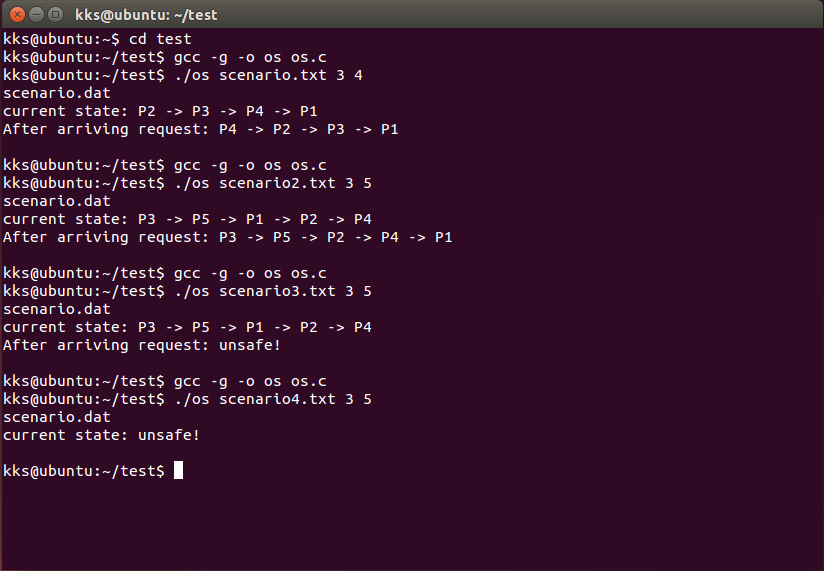 kks@ubuntu: ~/test
kks@ubuntu:~$ cd test
kks@ubuntu:~/test$ gcc -g -o os os.c
kks@ubuntu:~/test$ ./os scenario.txt 3 4
scenario.dat
current state: P2 -> P3 -> P4 -> P1
After arriving request: P4 -> P2 -> P3 -> P1
kks@ubuntu:~/test$ gcc -g -o os os.c
kks@ubuntu:~/test$ ./os scenario2.txt 3 5
scenario.dat
current state: P3 -> P5 -> P1 -> P2 -> P4
After arriving request: P3 -> P5 -> P2 -> P4 -> P1
kks@ubuntu:~/test$ gcc -g -o os os.c
kks@ubuntu:~/test$ ./os scenario3.txt 3 5
scenario.dat
current state: P3 -> P5 -> P1 -> P2 -> P4
After arriving request: unsafe!
kks@ubuntu:~/test$ gcc -g -o os os.c
kks@ubuntu:~/test$ ./os scenario4.txt 3 5
scenario.dat
current state: unsafe!
kks@ubuntu:~/test$